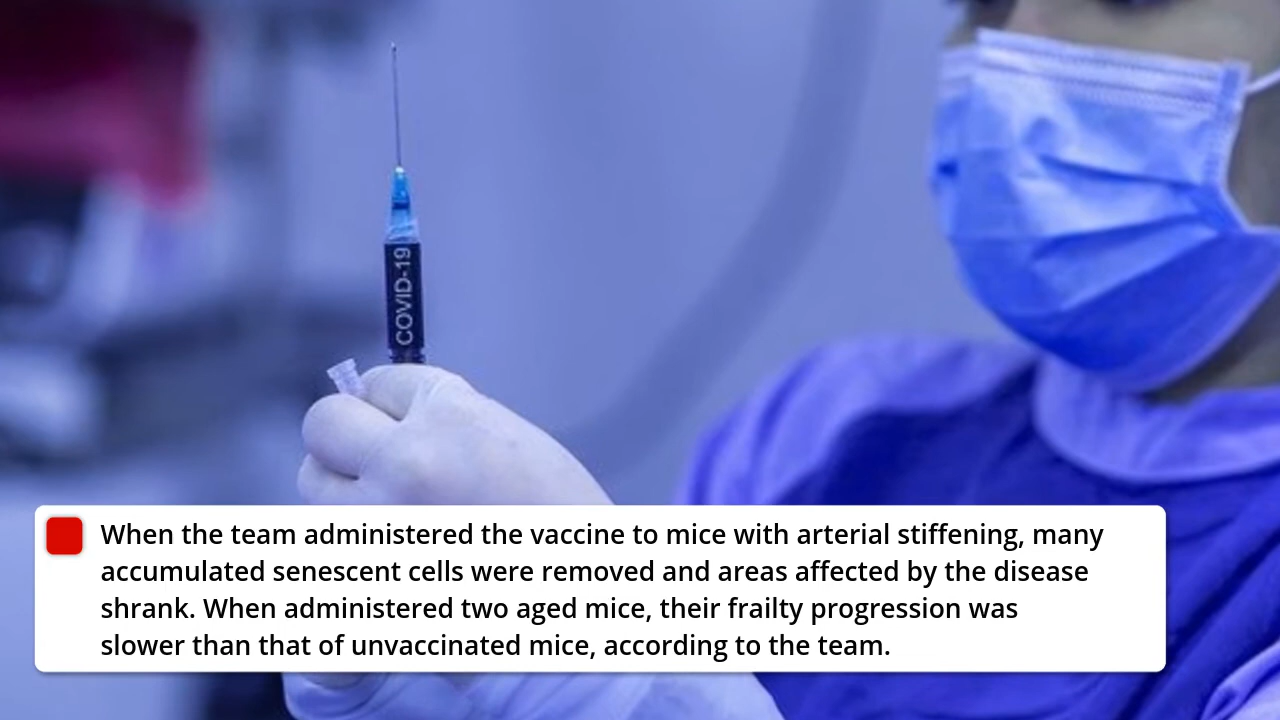 COVID-19
When the team administered the vaccine to mice with arterial stiffening, many
accumulated senescent cells were removed and areas affected by the disease
shrank. When administered two aged mice, their frailty progression was
slower than that of unvaccinated mice, according to the team.